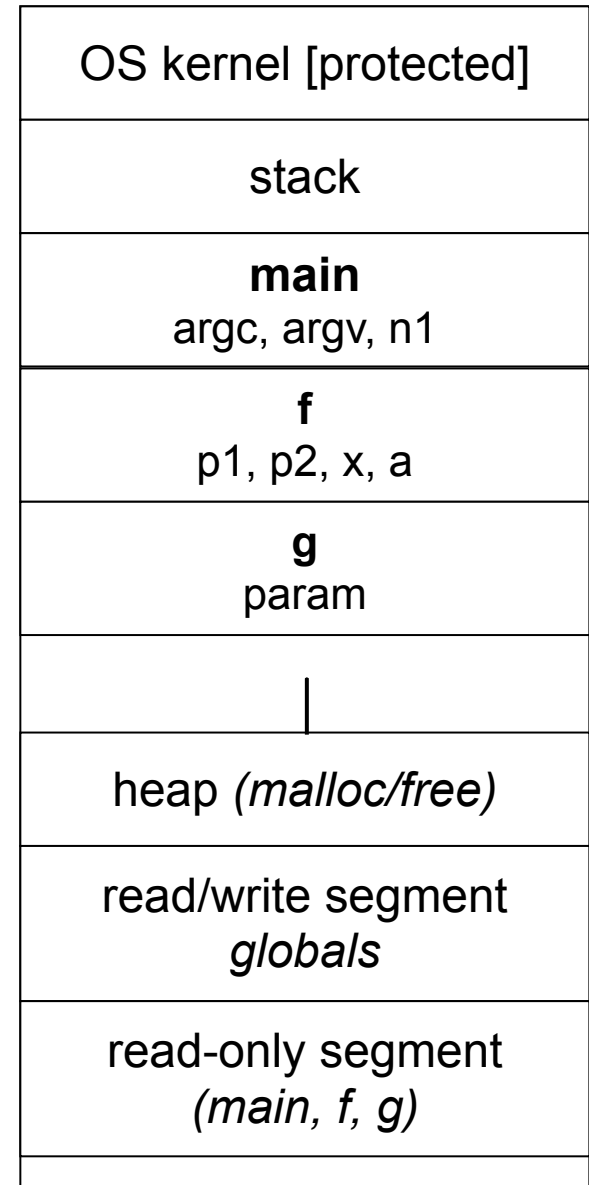 OS kernel [protected]
stack
main
argc, argv, n1
f
p1, p2, x, a
g
param
heap (malloc/free)
read/write segment
globals
read-only segment
(main, f, g)